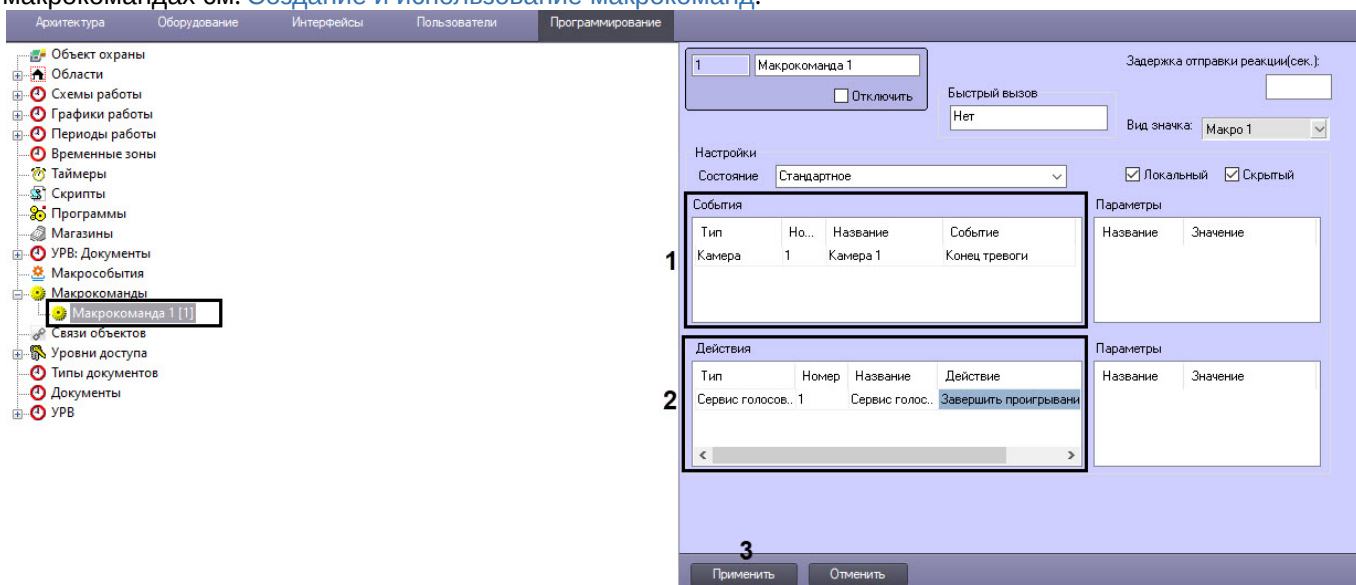 макрокомандах см. Создание и использование макрокоманд.
Архитектура Оборудование Интерфейсы Пользователи Программирование
Объект охраны
Области
Схемы работы
Графики работы
Периоды работы
Временные зоны
Таймеры
Скрипты
Программы
Магазины
УРВ: Документы
Макрособытия
Макрокоманды
Макрокоманда 1 [1]
Связи объектов
Уровни доступа
Типы документов
Документы
УРВ
1 Макрокоманда 1
Отключить
Быстрый вызов
Нет
Задержка отправки реакции(сек.):
Вид значка: Макро 1
Настройки
Состояние Стандартное
Локальный Скрытый
События
Тип Но... Название Событие
Камера 1 Камера 1 Конец тревоги
1
Параметры
Название Значение
Действия
Тип Номер Название Действие
Сервис голосов.. 1 Сервис голос.. Завершить проигрывани
2
Параметры
Название Значение
3
Применить Отменить